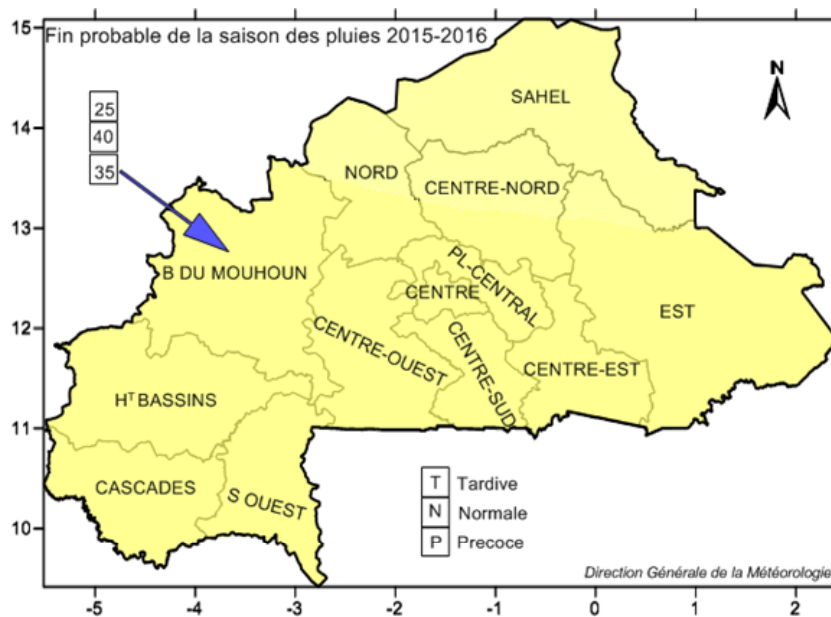 Fin probable de la saison des pluies 2015-2016
15
14
13
12
11
10
25
40
35
N
SAHEL
NORD
CENTRE-NORD
B DU MOUHOUN
PL-CENTRAL
CENTRE
EST
CENTRE-OUEST
CENTRE-SUD
CENTRE-EST
Hᵀ BASSINS
CASCADES
S OUEST
T Tardive
N Normale
P Precoce
Direction Générale de la Météorologie
-5 -4 -3 -2 -1 0 1 2